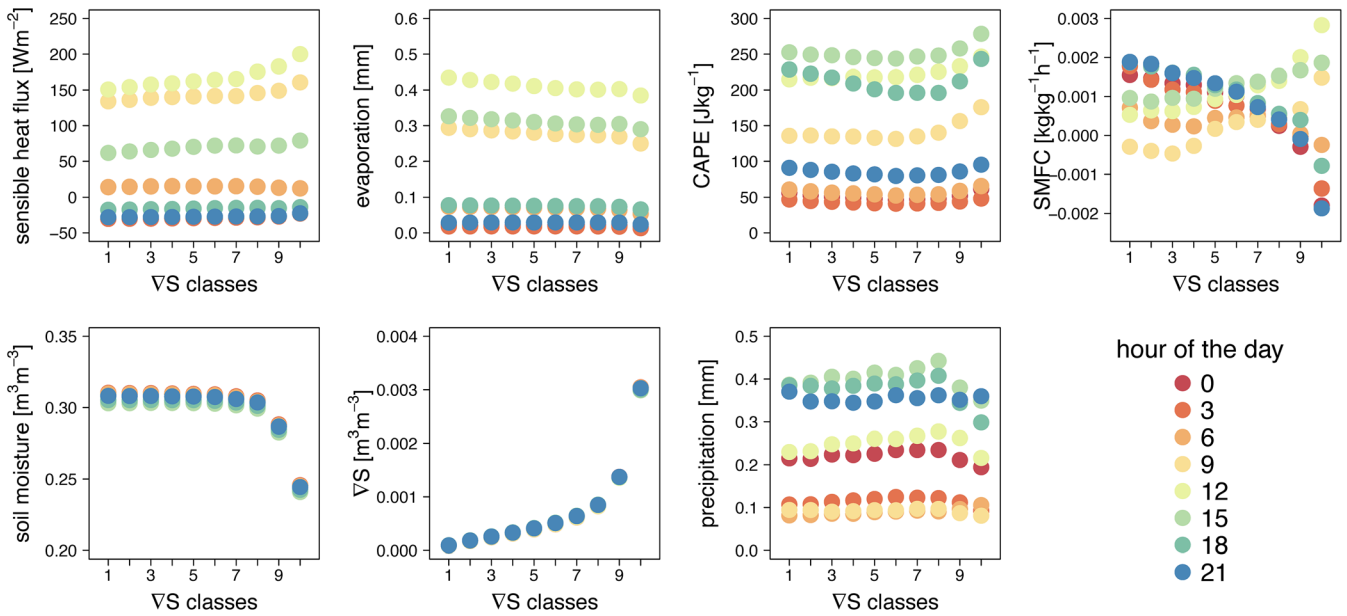 sensible heat flux [Wm−2]
250
200
150
100
50
0
−50
1 3 5 7 9
∇S classes
evaporation [mm]
0.6
0.5
0.4
0.3
0.2
0.1
0.0
1 3 5 7 9
∇S classes
CAPE [Jkg−1]
300
250
200
150
100
50
0
1 3 5 7 9
∇S classes
SMFC [kgkg−1h−1]
0.003
0.002
0.001
0.000
−0.001
−0.002
1 3 5 7 9
∇S classes
soil moisture [m3m−3]
0.35
0.30
0.25
0.20
1 3 5 7 9
∇S classes
∇S [m3m−3]
0.004
0.003
0.002
0.001
0.000
1 3 5 7 9
∇S classes
precipitation [mm]
0.5
0.4
0.3
0.2
0.1
0.0
1 3 5 7 9
∇S classes
hour of the day
0
3
6
9
12
15
18
21